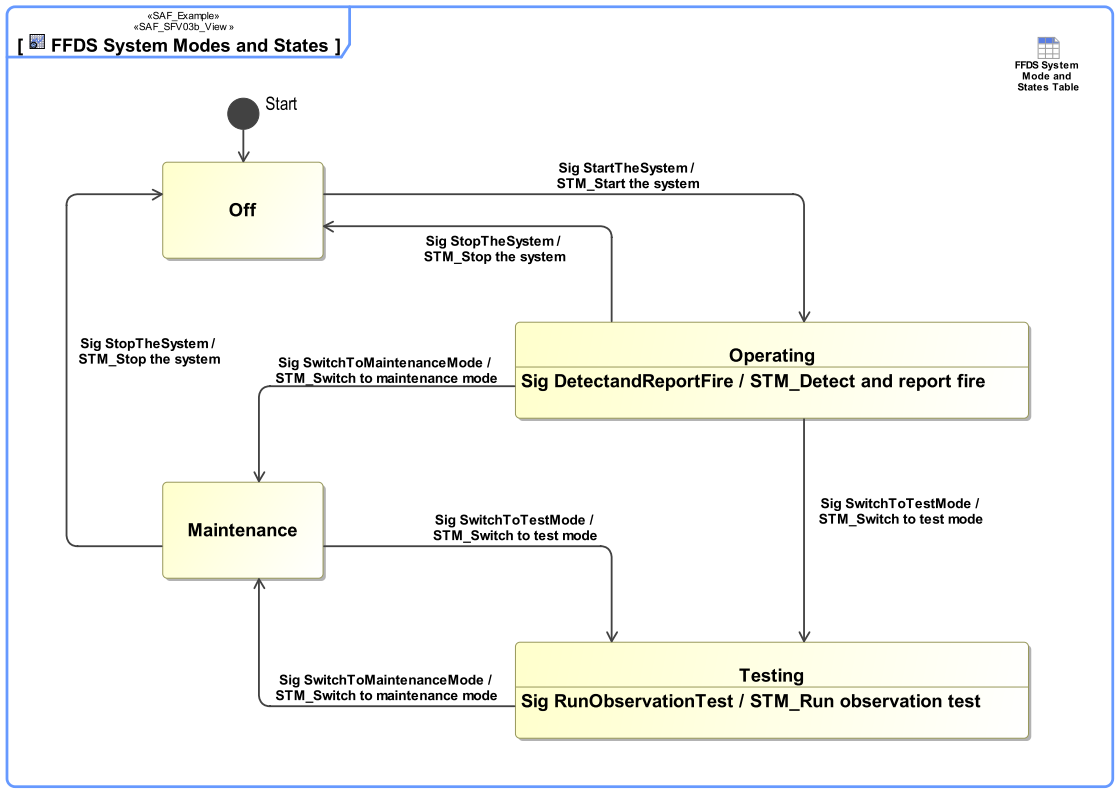 «SAF_Example»
«SAF_SFV03b_View »
[ FFDS System Modes and States ]
FFDS System
Mode and
States Table
Start
Off
Sig StartTheSystem /
STM_Start the system
Sig StopTheSystem /
STM_Stop the system
Sig StopTheSystem /
STM_Stop the system
Sig SwitchToMaintenanceMode /
STM_Switch to maintenance mode
Operating
Sig DetectandReportFire / STM_Detect and report fire
Maintenance
Sig SwitchToTestMode /
STM_Switch to test mode
Sig SwitchToTestMode /
STM_Switch to test mode
Sig SwitchToMaintenanceMode /
STM_Switch to maintenance mode
Testing
Sig RunObservationTest / STM_Run observation test